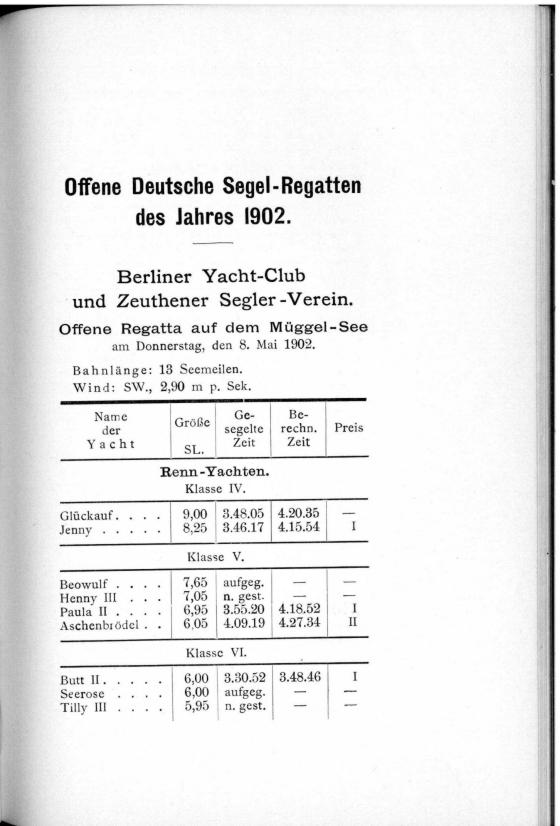 Offene Deutsche Segel-Regatten
des Jahres 1902.
Berliner Yacht-Club
und Zeuthener Segler-Verein.
Offene Regatta auf dem Müggel-See
am Donnerstag, den 8. Mai 1902.
Bahnlänge: 13 Seemeilen.
Wind: SW., 2,90 m p. Sek.
Name der Yacht | Größe SL. | Ge-segelte Zeit | Be-rechn. Zeit | Preis
Renn-Yachten.
Klasse IV.
Glückauf. . . . 9,00 3.48.05 4.20.35 —
Jenny . . . . . 8,25 3.46.17 4.15.54 I
Klasse V.
Beowulf . . . . 7,65 aufgeg. — —
Henny III . . . 7,05 n. gest. — —
Paula II . . . . 6,95 3.55.20 4.18.52 I
Aschenbrödel . . 6,05 4.09.19 4.27.34 II
Klasse VI.
Butt II. . . . . 6,00 3.30.52 3.48.46 I
Seerose . . . . 6,00 aufgeg. — —
Tilly III . . . . 5,95 n. gest. — —